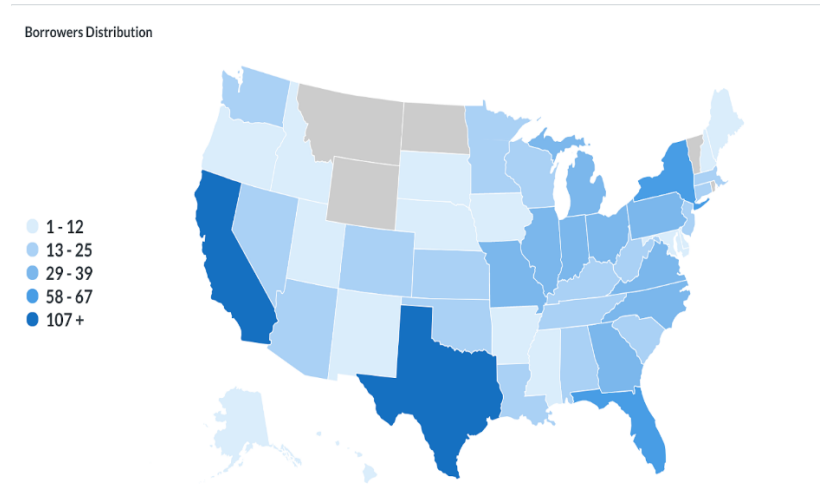 Borrowers Distribution
1 - 12
13 - 25
29 - 39
58 - 67
107 +